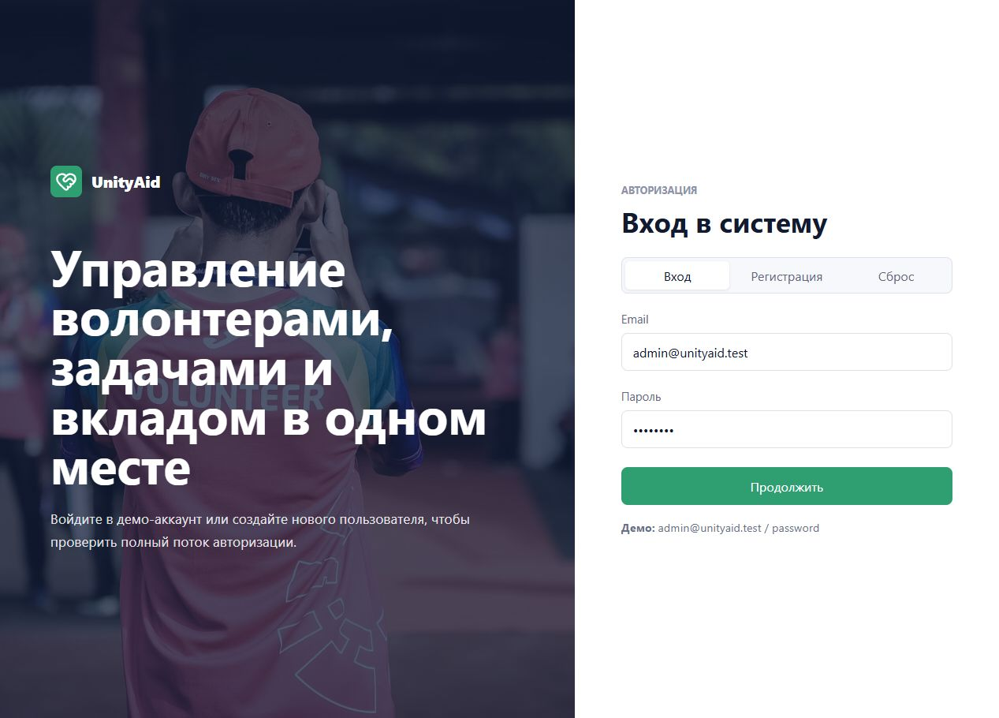 UnityAid
Управление
волонтерами,
задачами и
вкладом в одном
месте
Войдите в демо-аккаунт или создайте нового пользователя, чтобы
проверить полный поток авторизации.
VOLUNTEER
АВТОРИЗАЦИЯ
Вход в систему
Вход Регистрация Сброс
Email
admin@unityaid.test
Пароль
••••••••
Продолжить
Демо: admin@unityaid.test / password